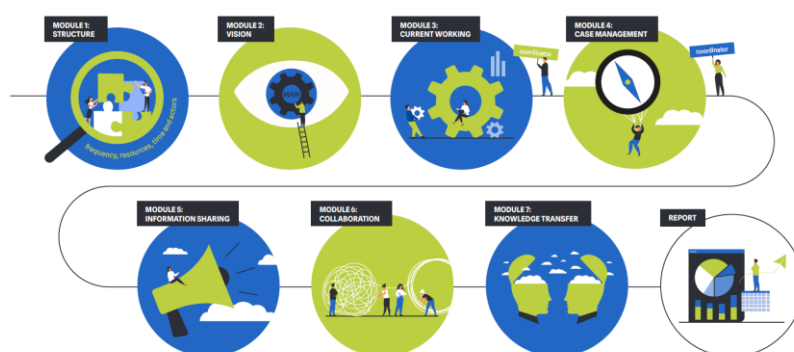 MODULE 1:
STRUCTURE
frequency, resources, time and actors
MODULE 2:
VISION
MAW
MODULE 3:
CURRENT WORKING
coordinator
MODULE 4:
CASE MANAGEMENT
coordinator
MODULE 5:
INFORMATION SHARING
MODULE 6:
COLLABORATION
MODULE 7:
KNOWLEDGE TRANSFER
REPORT